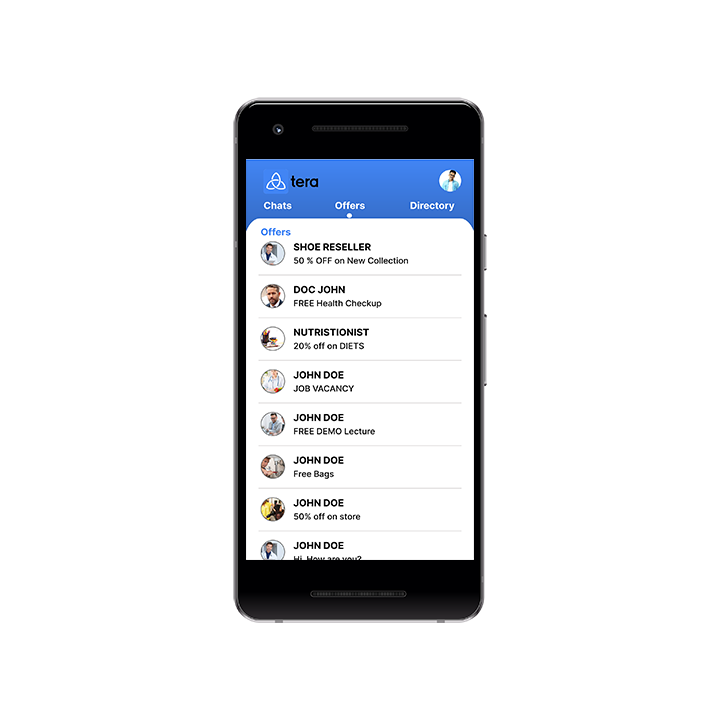 tera
Chats Offers Directory
Offers
SHOE RESELLER
50 % OFF on New Collection
DOC JOHN
FREE Health Checkup
NUTRISTIONIST
20% off on DIETS
JOHN DOE
JOB VACANCY
JOHN DOE
FREE DEMO Lecture
JOHN DOE
Free Bags
JOHN DOE
50% off on store
JOHN DOE
Hi, How are you?